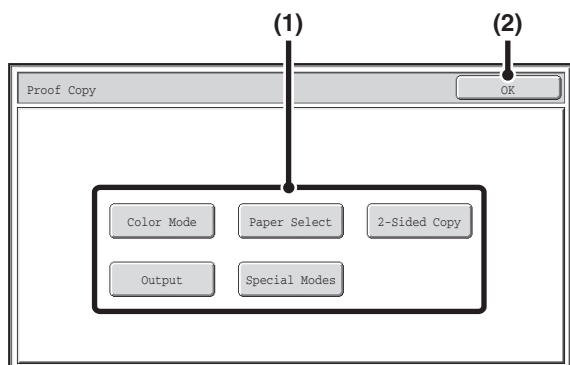 (1) (2)
Proof Copy OK
Color Mode Paper Select 2-Sided Copy
Output Special Modes